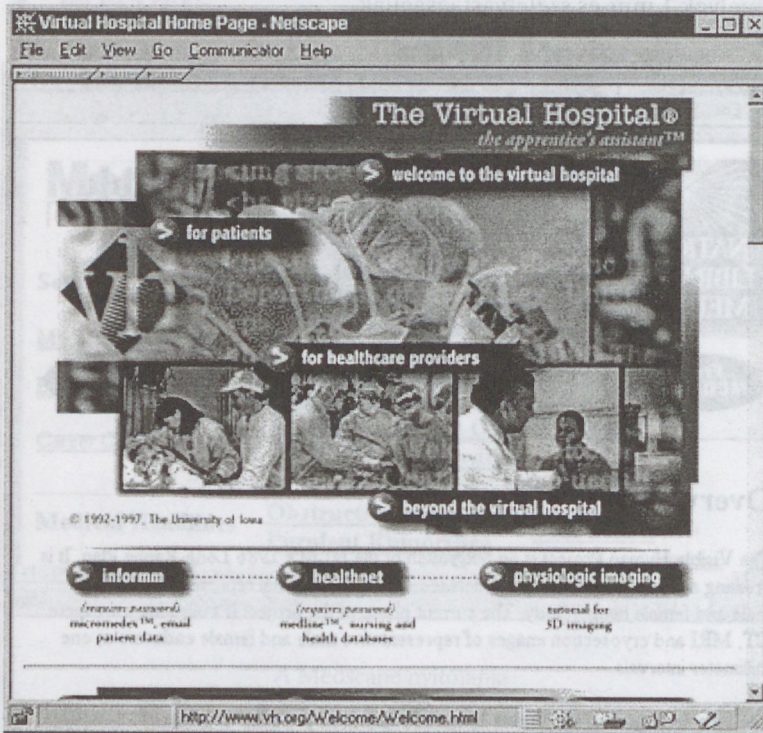 Virtual Hospital Home Page - Netscape
File Edit View Go Communicator Help
The Virtual Hospital®
the apprentice's assistant™
welcome to the virtual hospital
for patients
VH
for healthcare providers
beyond the virtual hospital
© 1992-1997, The University of Iowa
informm
healthnet
physiologic imaging
(requires password)
micromedex™, email
patient data
(requires password)
medline™, nursing and
health databases
tutorial for
3D imaging
http://www.vh.org/Welcome/Welcome.html